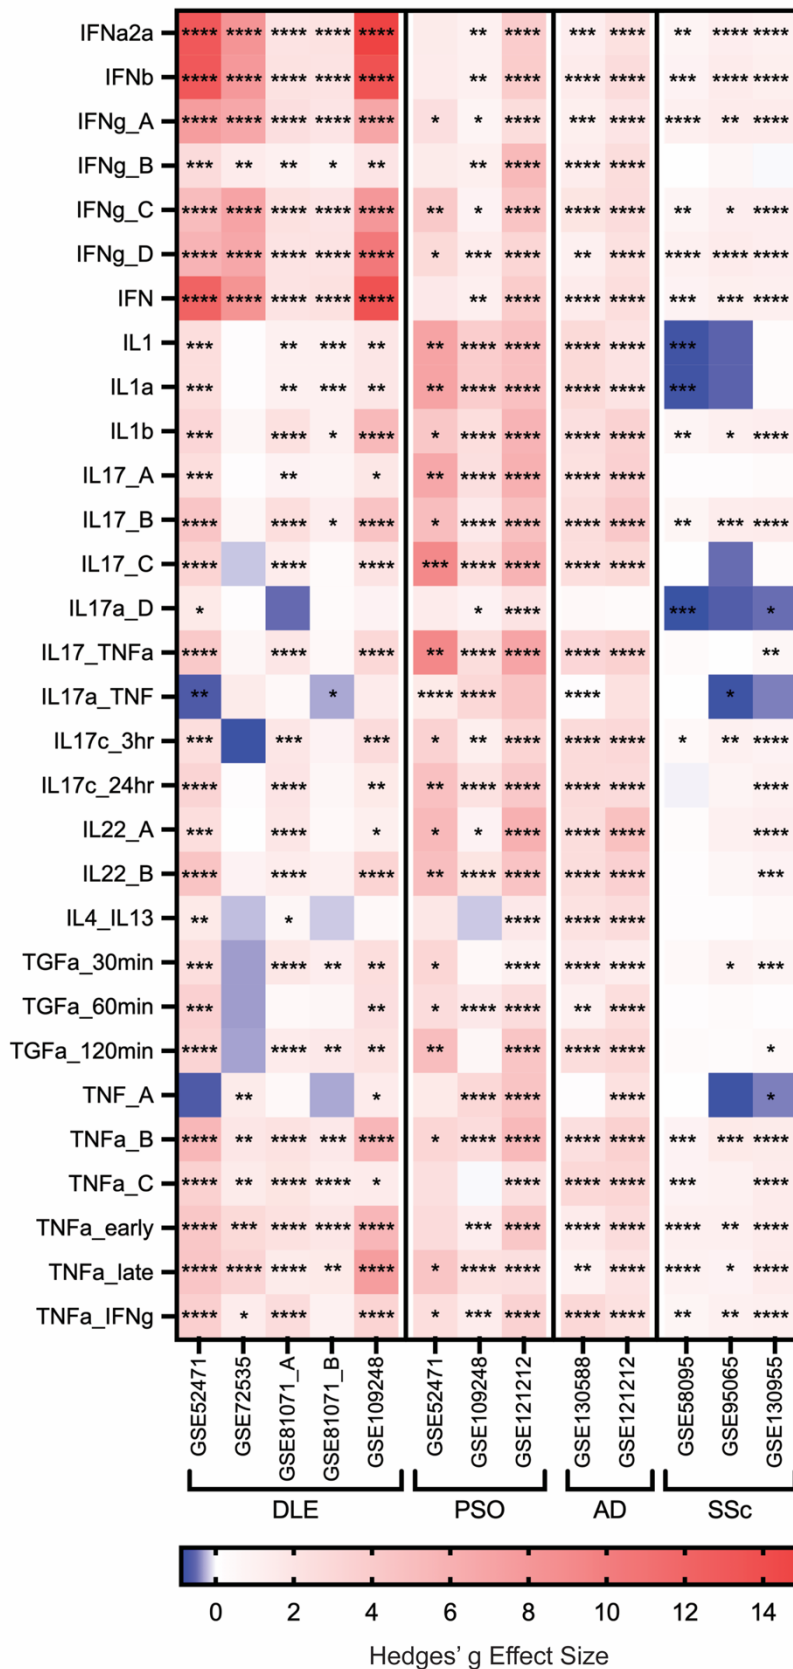 IFNa2a **** **** **** **** **** ** **** *** **** ** **** ****
IFNb **** **** **** **** **** ** **** **** **** *** **** ****
IFNg_A **** **** **** **** **** * * **** *** **** **** ** ****
IFNg_B *** ** ** * ** ** **** **** ****
IFNg_C **** **** **** **** **** ** * **** **** **** ** * ****
IFNg_D **** **** **** **** **** * *** **** ** **** **** **** ****
IFN **** **** **** **** **** ** **** **** **** *** *** ****
IL1 *** ** *** ** ** **** **** **** **** ***
IL1a *** ** *** ** ** **** **** **** **** ***
IL1b *** **** * **** * **** **** **** **** ** * ****
IL17_A *** ** * ** **** **** **** ****
IL17_B **** **** * **** * **** **** **** **** ** *** ****
IL17_C **** **** **** *** **** **** **** ****
IL17a_D * * **** *** *
IL17_TNFa **** **** **** ** **** **** **** **** **
IL17a_TNF ** * **** **** **** *
IL17c_3hr *** *** *** * ** **** **** **** * ** ****
IL17c_24hr **** **** ** ** **** **** **** **** ****
IL22_A *** **** * * * **** **** **** ****
IL22_B **** **** **** ** **** **** **** **** ***
IL4_IL13 ** * **** **** ****
TGFa_30min *** **** ** ** * **** **** **** * ***
TGFa_60min *** ** * **** **** ** ****
TGFa_120min **** **** ** ** ** **** **** **** *
TNF_A ** * **** **** **** *
TNFa_B **** ** **** *** **** * **** **** **** **** *** *** ****
TNFa_C **** ** **** **** * **** **** **** *** ****
TNFa_early **** *** **** **** **** *** **** **** **** **** ** ****
TNFa_late **** **** **** ** **** * **** **** ** **** **** * ****
TNFa_IFNg **** * **** **** * *** **** **** **** ** ** ****
GSE52471 GSE72535 GSE81071_A GSE81071_B GSE109248 GSE52471 GSE109248 GSE121212 GSE130588 GSE121212 GSE58095 GSE95065 GSE130955
DLE PSO AD SSc
0 2 4 6 8 10 12 14
Hedges' g Effect Size